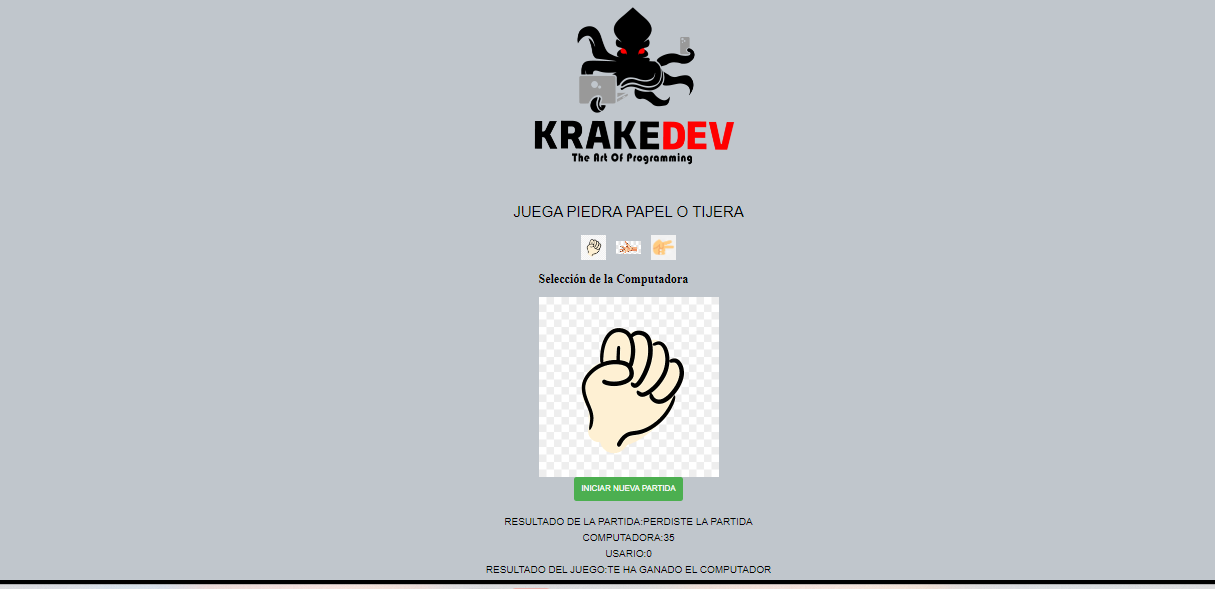 KRAKEDEV
The Art Of Programming
JUEGA PIEDRA PAPEL O TIJERA
Selección de la Computadora
INICIAR NUEVA PARTIDA
RESULTADO DE LA PARTIDA:PERDISTE LA PARTIDA
COMPUTADORA:35
USARIO:0
RESULTADO DEL JUEGO:TE HA GANADO EL COMPUTADOR